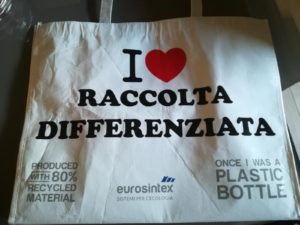 I ❤
RACCOLTA
DIFFERENZIATA
PRODUCED
WITH 80%
RECYCLED
MATERIAL
eurosintex
SISTEMI PER L'ECOLOGIA
ONCE I WAS A
PLASTIC
BOTTLE